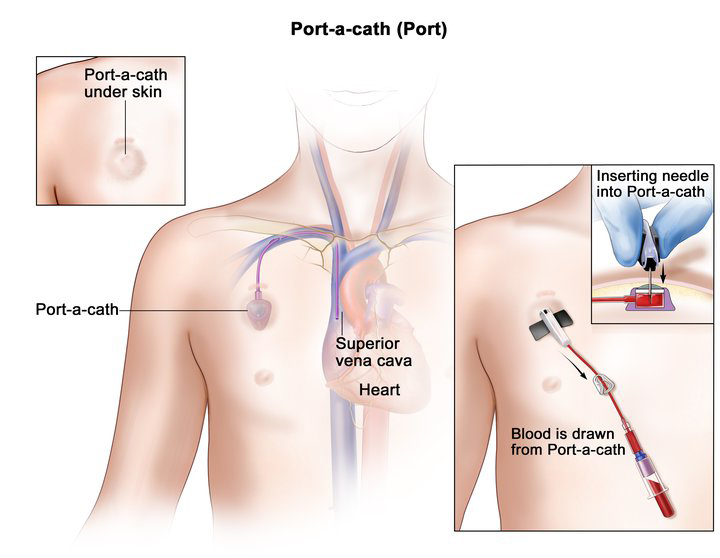 Port-a-cath (Port)
Port-a-cath
under skin
Port-a-cath
Superior
vena cava
Heart
Inserting needle
into Port-a-cath
Blood is drawn
from Port-a-cath